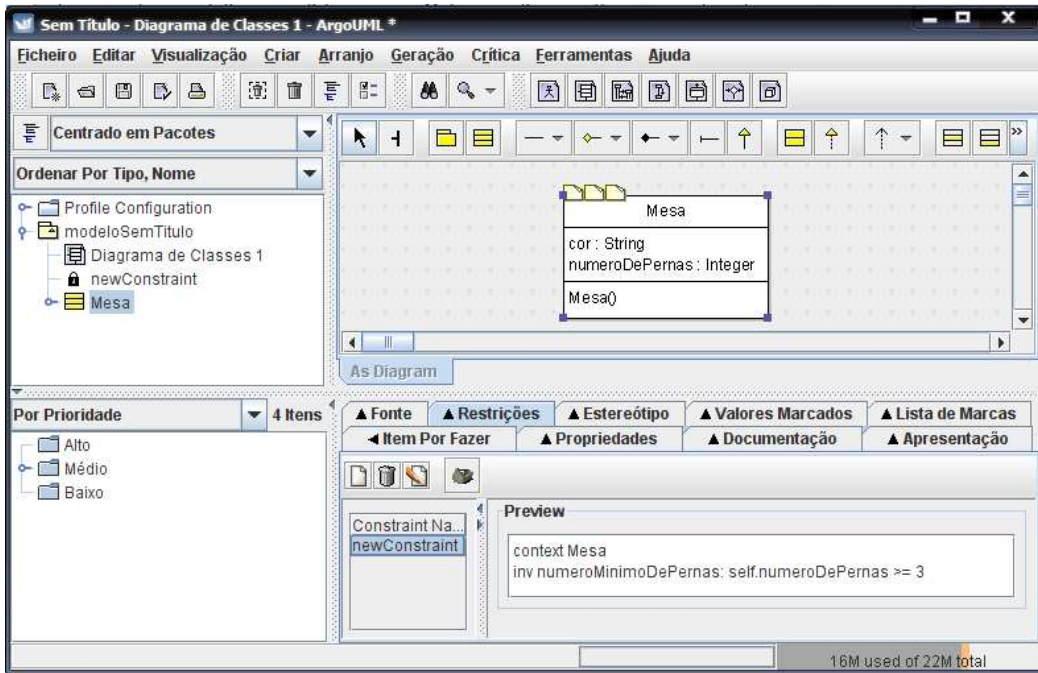 Sem Título - Diagrama de Classes 1 - ArgoUML *
Ficheiro Editar Visualização Criar Arranjo Geração Crítica Ferramentas Ajuda
Centrado em Pacotes
Ordenar Por Tipo, Nome
Profile Configuration
modeloSemTitulo
Diagrama de Classes 1
newConstraint
Mesa
Mesa
cor : String
numeroDePernas : Integer
Mesa()
As Diagram
Por Prioridade
4 Itens
Alto
Médio
Baixo
Fonte Restrições Estereótipo Valores Marcados Lista de Marcas
Item Por Fazer Propriedades Documentação Apresentação
Constraint Na...
newConstraint
Preview
context Mesa
inv numeroMinimoDePernas: self.numeroDePernas >= 3
16M used of 22M total